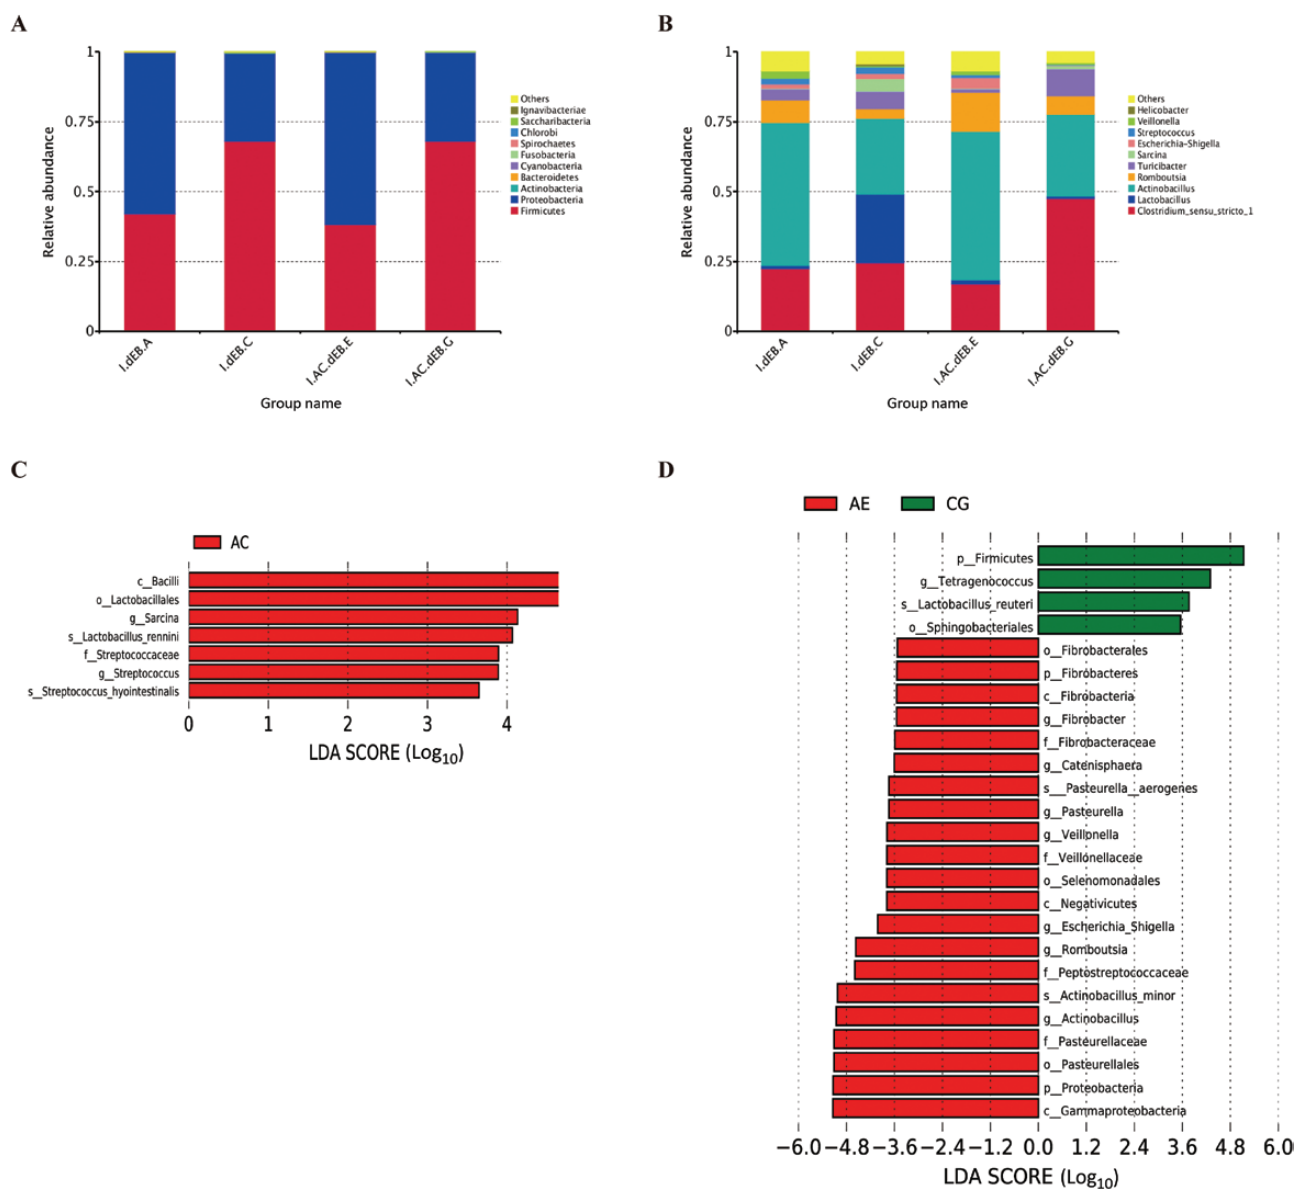 A
Relative abundance
1
0.75
0.5
0.25
0
I.dEB.A
I.dEB.C
I.AC.dEB.E
I.AC.dEB.G
Group name
Others
Ignavibacteriae
Saccharibacteria
Chlorobi
Spirochaetes
Fusobacteria
Cyanobacteria
Bacteroidetes
Actinobacteria
Proteobacteria
Firmicutes
B
Relative abundance
1
0.75
0.5
0.25
0
I.dEB.A
I.dEB.C
I.AC.dEB.E
I.AC.dEB.G
Group name
Others
Helicobacter
Veillonella
Streptococcus
Escherichia-Shigella
Sarcina
Turicibacter
Romboutsia
Actinobacillus
Lactobacillus
Clostridium_sensu_stricto_1
C
AC
c__Bacilli
o__Lactobacillales
g__Sarcina
s__Lactobacillus_rennini
f__Streptococcaceae
g__Streptococcus
s__Streptococcus_hyointestinalis
0 1 2 3 4
LDA SCORE (Log10)
D
AE CG
p__Firmicutes
g__Tetragenococcus
s__Lactobacillus_reuteri
o__Sphingobacteriales
o__Fibrobacterales
p__Fibrobacteres
c__Fibrobacteria
g__Fibrobacter
f__Fibrobacteraceae
g__Catenisphaera
s___Pasteurella__aerogenes
g__Pasteurella
g__Veillonella
f__Veillonellaceae
o__Selenomonadales
c__Negativicutes
g__Escherichia_Shigella
g__Romboutsia
f__Peptostreptococcaceae
s__Actinobacillus_minor
g__Actinobacillus
f__Pasteurellaceae
o__Pasteurellales
p__Proteobacteria
c__Gammaproteobacteria
−6.0 −4.8 −3.6 −2.4 −1.2 0.0 1.2 2.4 3.6 4.8 6.0
LDA SCORE (Log10)